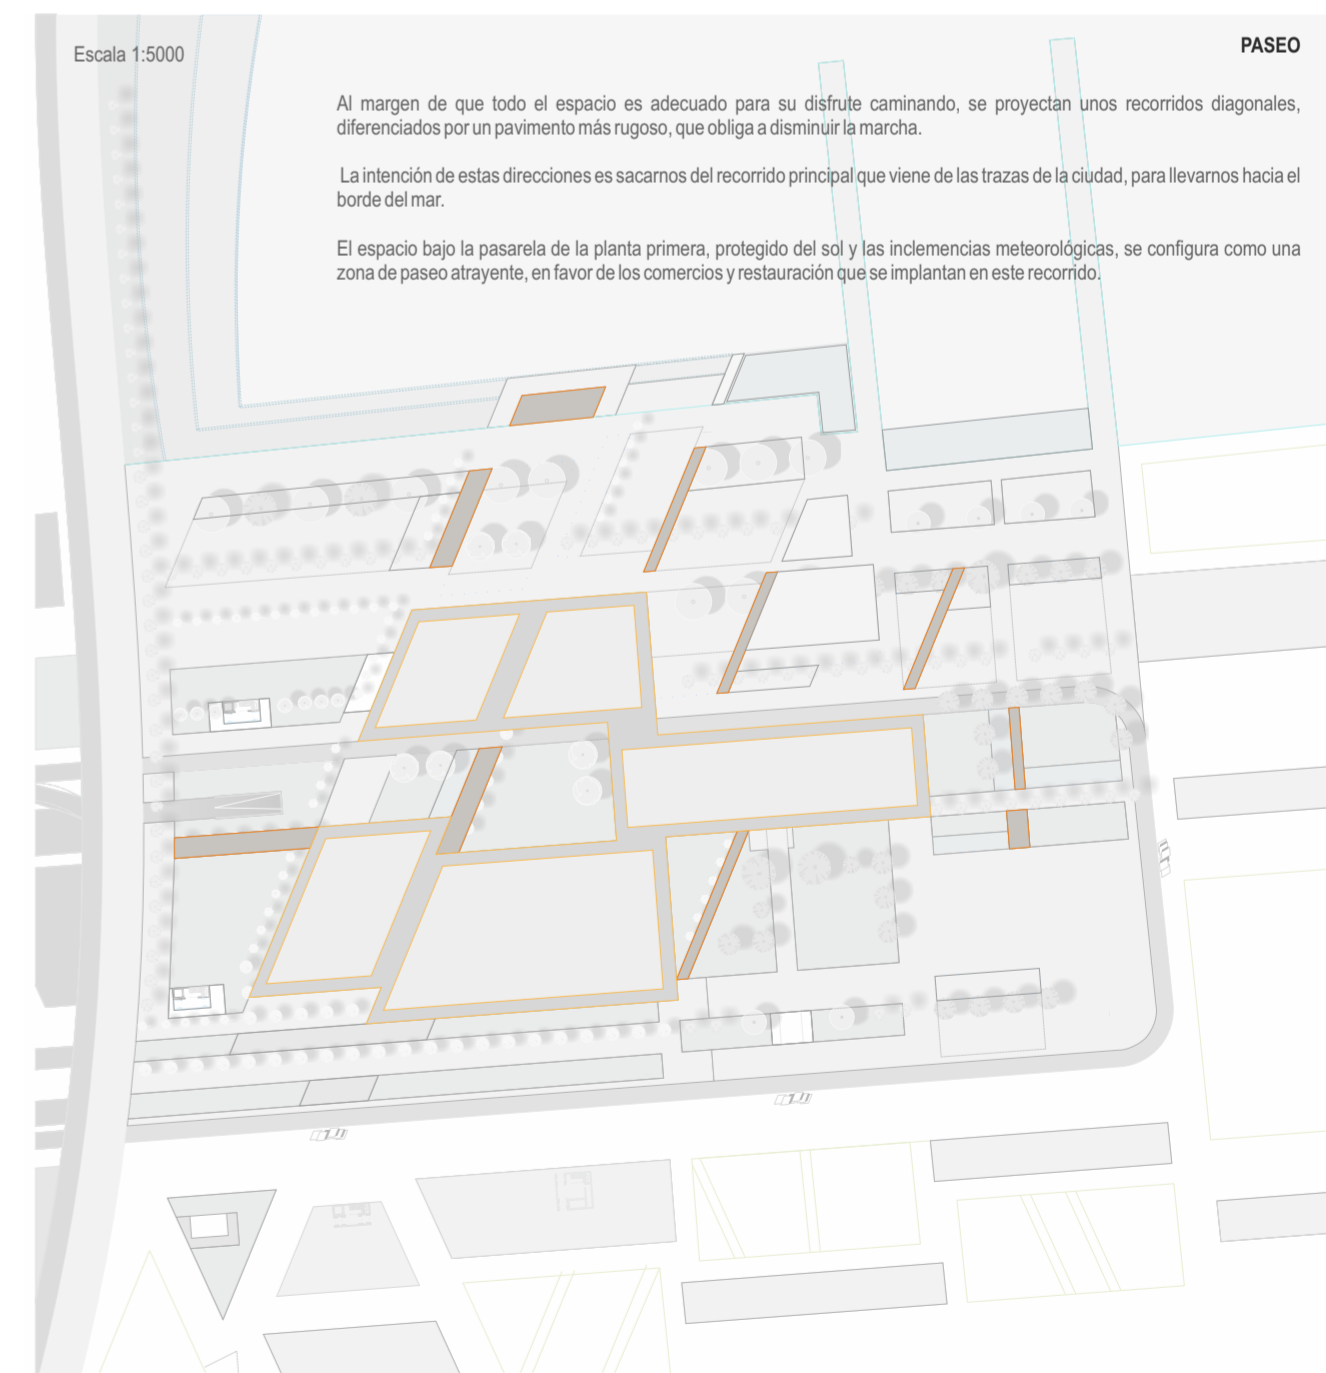 Escala 1:5000
PASEO
Al margen de que todo el espacio es adecuado para su disfrute caminando, se proyectan unos recorridos diagonales,
diferenciados por un pavimento más rugoso, que obliga a disminuir la marcha.
La intención de estas direcciones es sacarnos del recorrido principal que viene de las trazas de la ciudad, para llevarnos hacia el
borde del mar.
El espacio bajo la pasarela de la planta primera, protegido del sol y las inclemencias meteorológicas, se configura como una
zona de paseo atrayente, en favor de los comercios y restauración que se implantan en este recorrido.